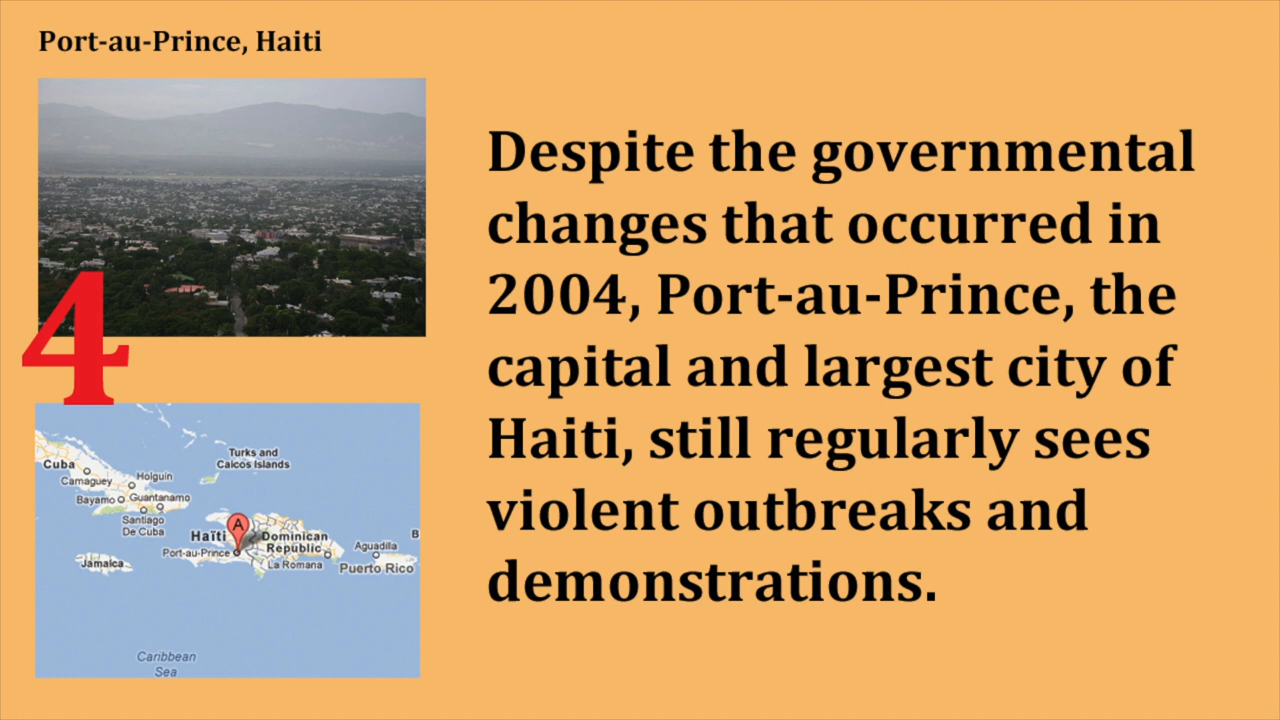 Port-au-Prince, Haiti
Despite the governmental
changes that occurred in
2004, Port-au-Prince, the
capital and largest city of
Haiti, still regularly sees
violent outbreaks and
demonstrations.
4
Turks and
Caicos Islands
Cuba
Holguin
Camaguey
Bayamo
Guantanamo
Santiago
De Cuba
Haïti
A
Dominican
Republic
Port-au-Prince
Aguadilla
B
Jamaica
La Romana
Puerto Rico
Caribbean
Sea